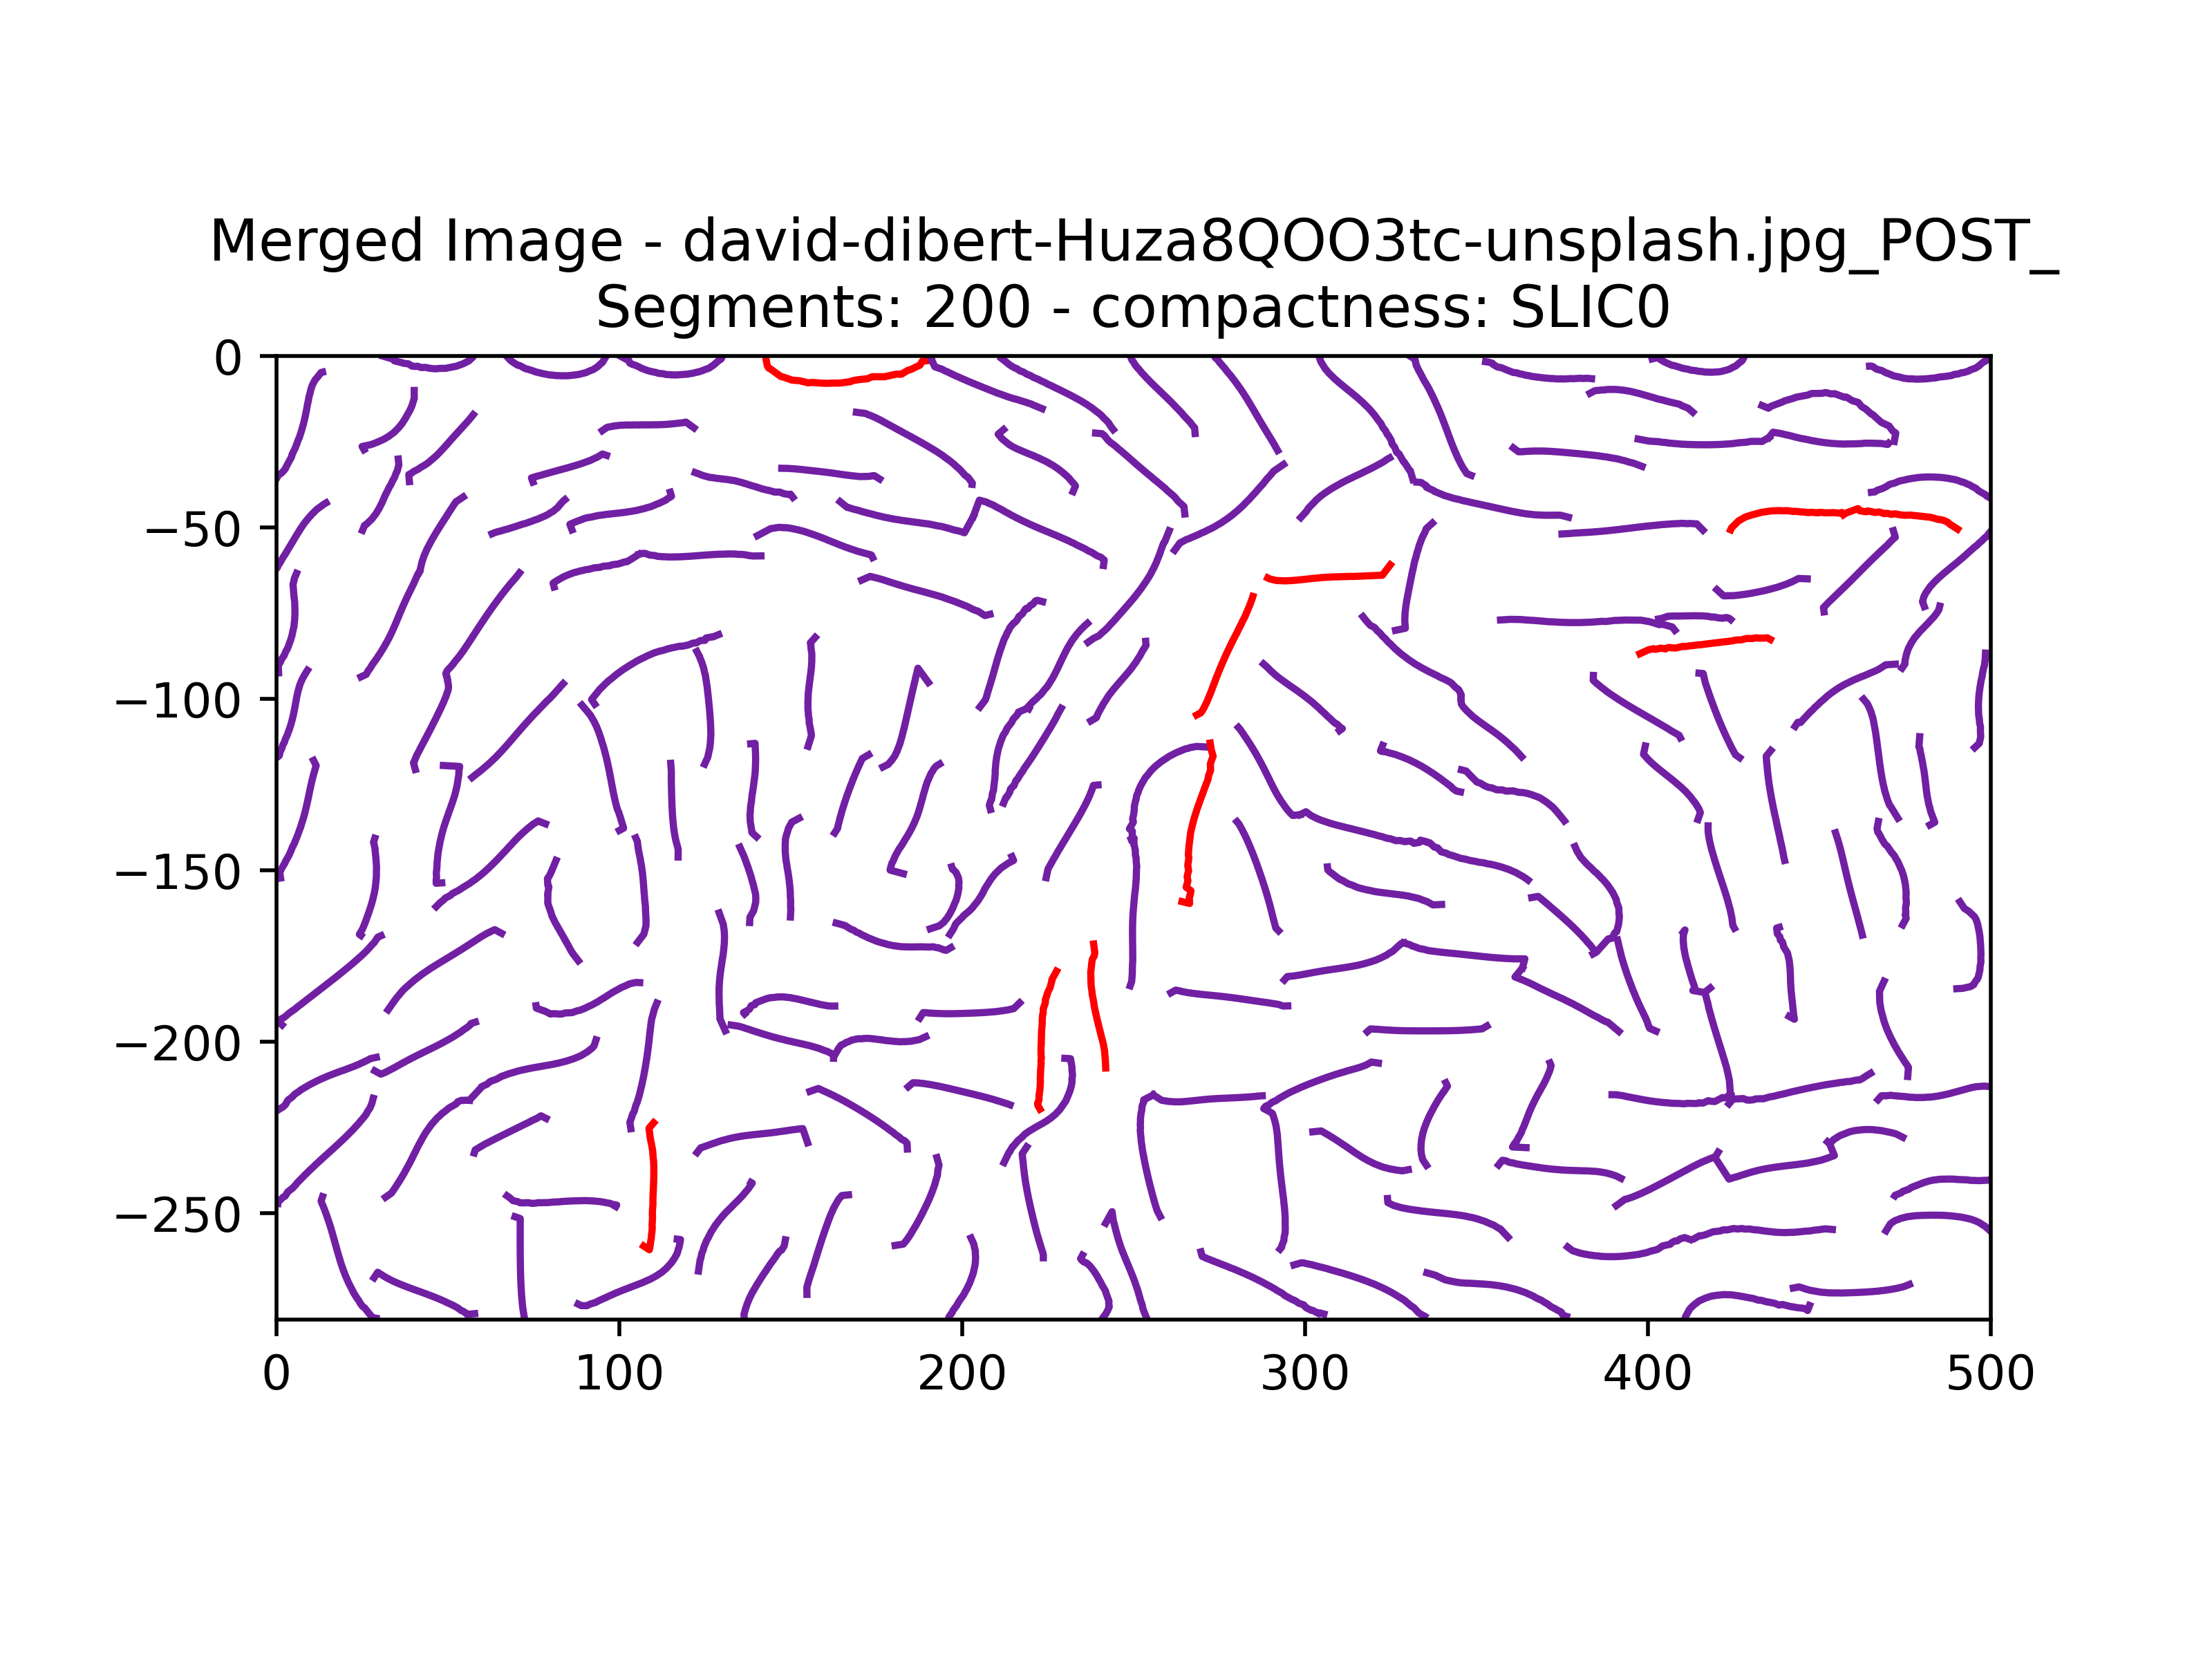 Merged Image - david-dibert-Huza8QOO3tc-unsplash.jpg_POST_
Segments: 200 - compactness: SLIC0
0
−50
−100
−150
−200
−250
0 100 200 300 400 500